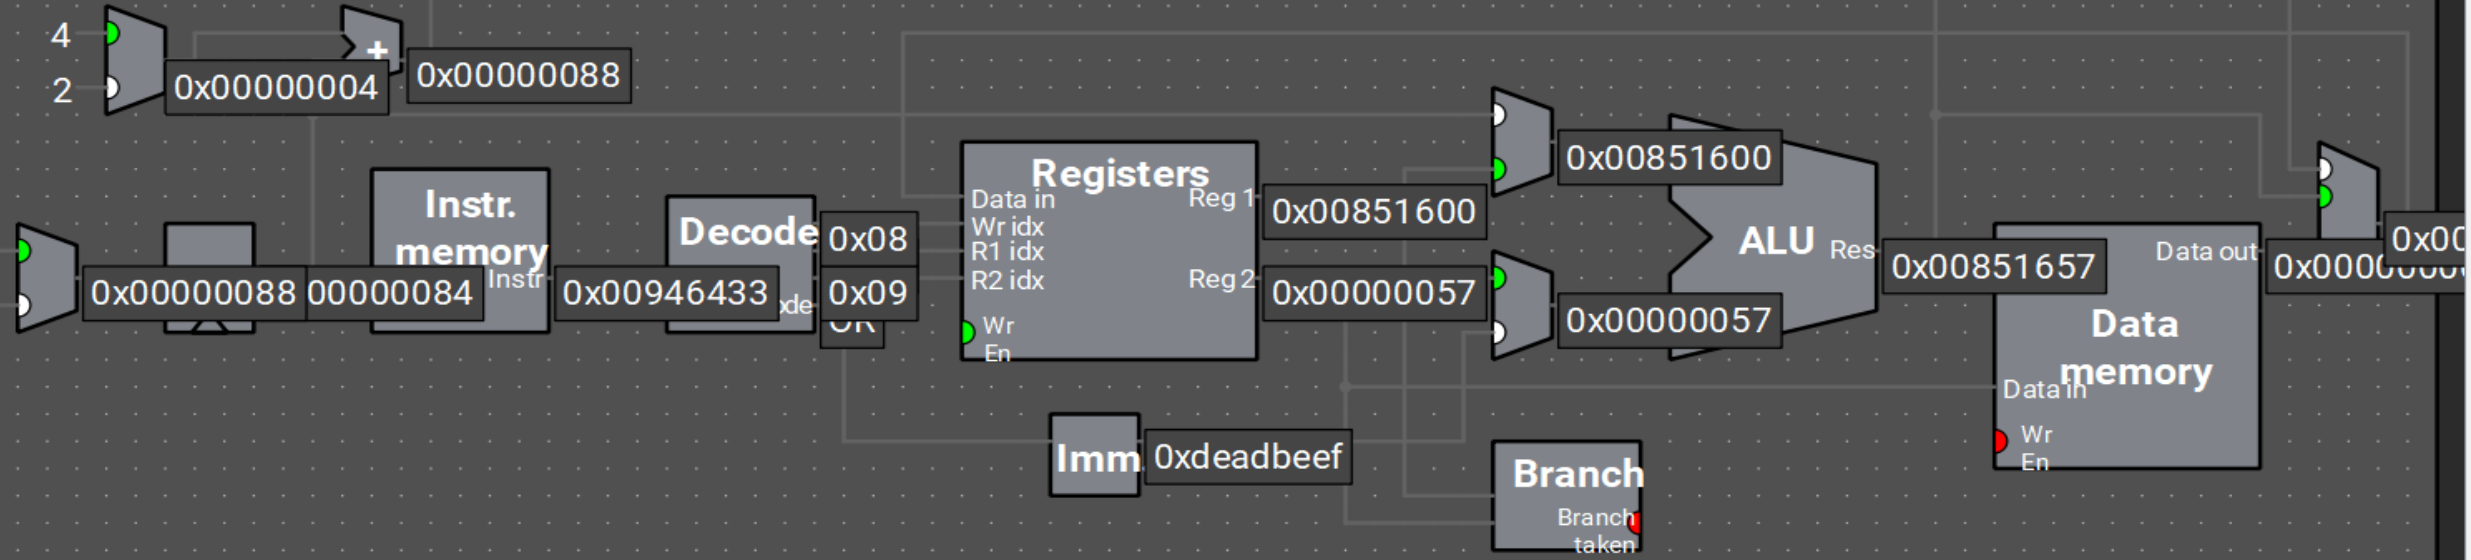 4
2
+
0x00000004
0x00000088
Instr.
memory
Instr
0x00000088
00000084
0x00946433
Decode
0x08
0x09
Registers
Data in
Wr idx
R1 idx
R2 idx
Wr
En
Reg 1
Reg 2
0x00851600
0x00000057
Imm
0xdeadbeef
0x00851600
0x00000057
ALU
Res
0x00851657
Branch
Branch
taken
Data
memory
Data out
Data in
Wr
En
0x00